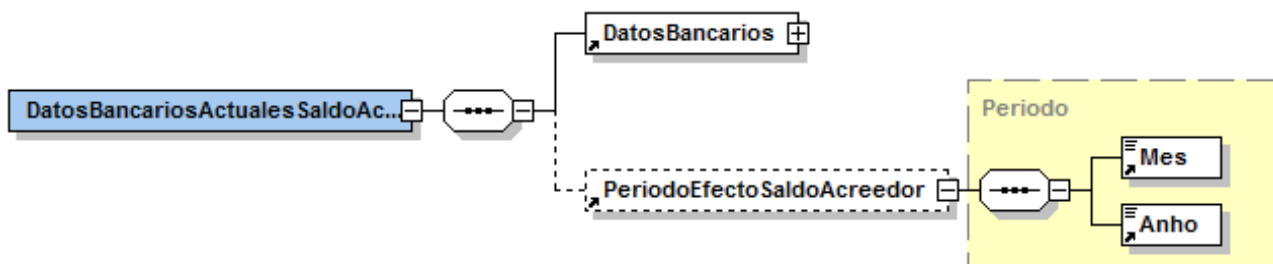 DatosBancarios
DatosBancariosActualesSaldoAc...
Periodo
Mes
PeriodoEfectoSaldoAcreedor
Anho